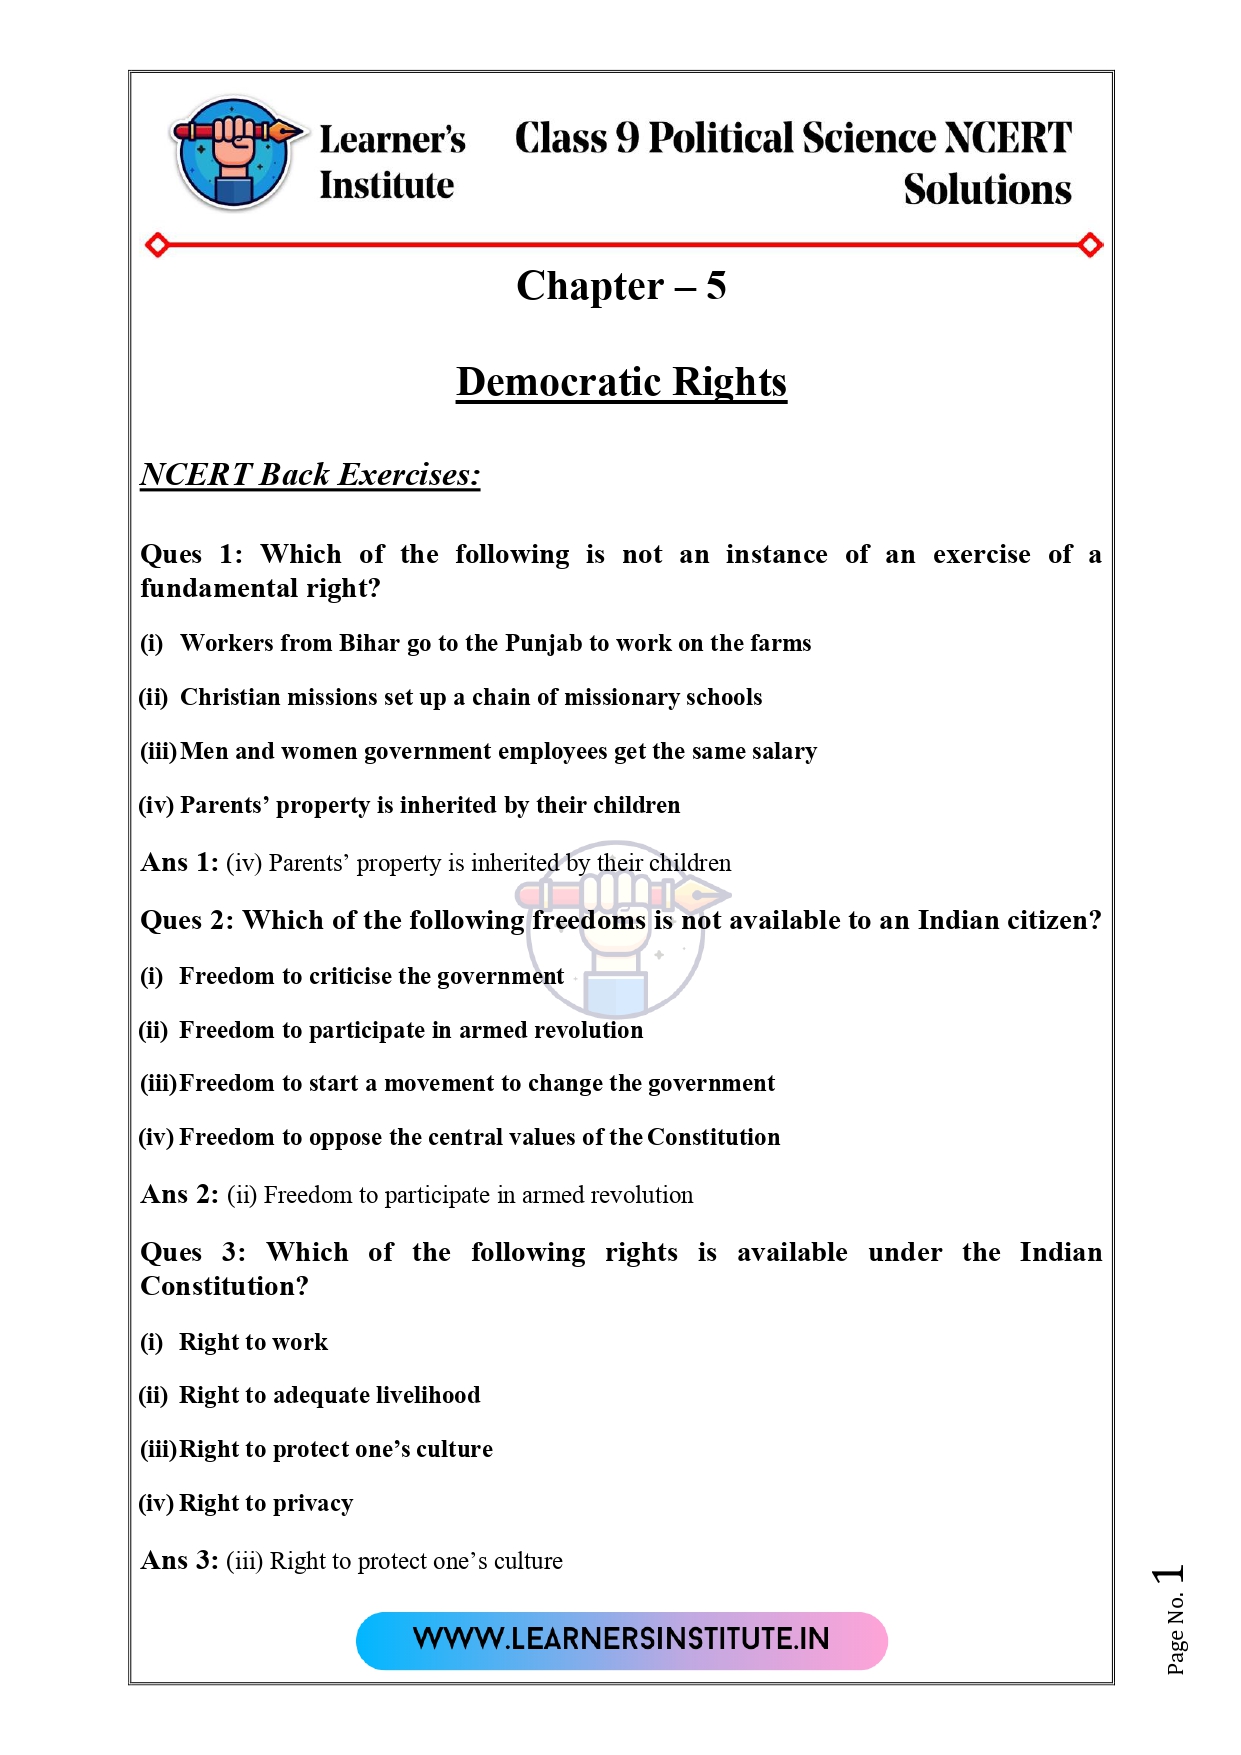 Learner's
Institute
Class 9 Political Science NCERT
Solutions
Chapter – 5
Democratic Rights
NCERT Back Exercises:
Ques 1: Which of the following is not an instance of an exercise of a
fundamental right?
(i) Workers from Bihar go to the Punjab to work on the farms
(ii) Christian missions set up a chain of missionary schools
(iii) Men and women government employees get the same salary
(iv) Parents’ property is inherited by their children
Ans 1: (iv) Parents’ property is inherited by their children
Ques 2: Which of the following freedoms is not available to an Indian citizen?
(i) Freedom to criticise the government
(ii) Freedom to participate in armed revolution
(iii) Freedom to start a movement to change the government
(iv) Freedom to oppose the central values of the Constitution
Ans 2: (ii) Freedom to participate in armed revolution
Ques 3: Which of the following rights is available under the Indian
Constitution?
(i) Right to work
(ii) Right to adequate livelihood
(iii) Right to protect one’s culture
(iv) Right to privacy
Ans 3: (iii) Right to protect one’s culture
WWW.LEARNERSINSTITUTE.IN
Page No. 1